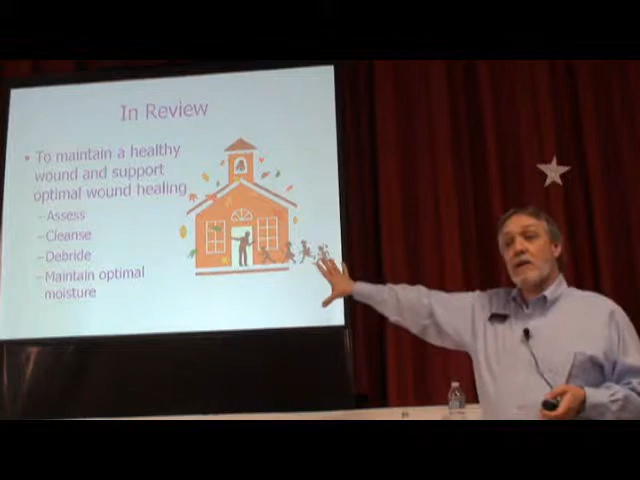 In Review
• To maintain a healthy
wound and support
optimal wound healing
–Assess
–Cleanse
–Debride
–Maintain optimal
moisture